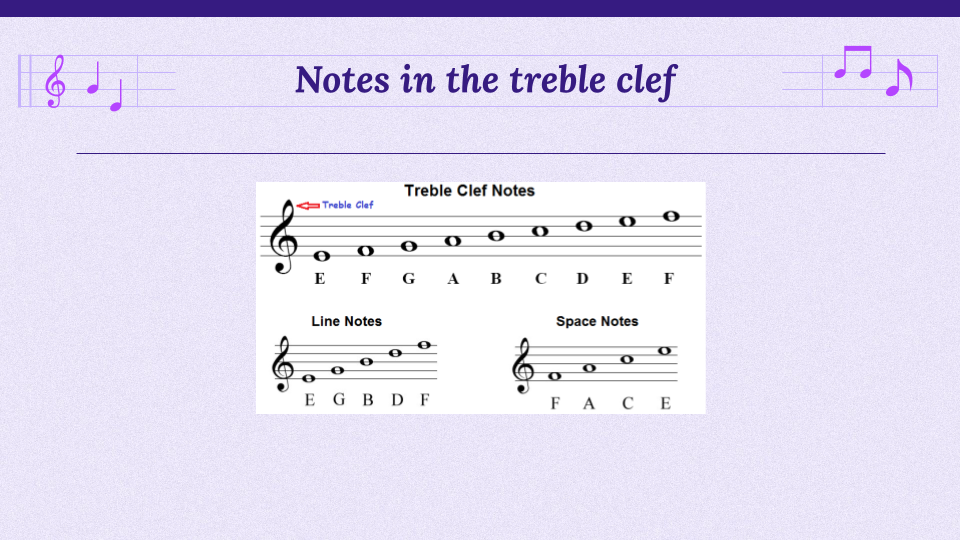 Notes in the treble clef
Treble Clef Notes
Treble Clef
E F G A B C D E F
Line Notes
E G B D F
Space Notes
F A C E